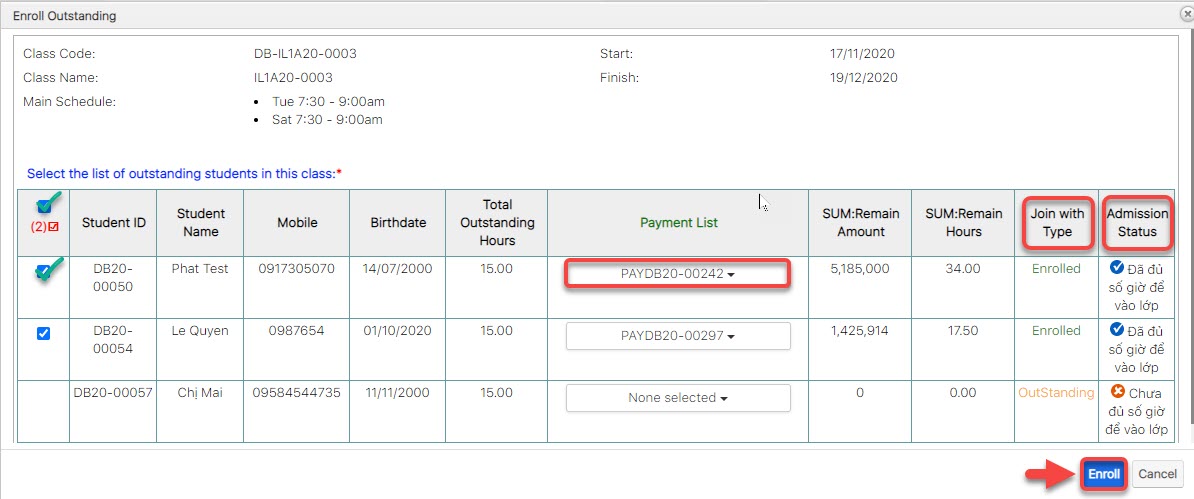 Enroll Outstanding
Class Code: DB-IL1A20-0003 Start: 17/11/2020
Class Name: IL1A20-0003 Finish: 19/12/2020
Main Schedule:
• Tue 7:30 - 9:00am
• Sat 7:30 - 9:00am
Select the list of outstanding students in this class:*
(2)
Student ID
Student
Name
Mobile
Birthdate
Total
Outstanding
Hours
Payment List
SUM:Remain
Amount
SUM:Remain
Hours
Join with
Type
Admission
Status
DB20-
00050
Phat Test
0917305070
14/07/2000
15.00
PAYDB20-00242
5,185,000
34.00
Enrolled
Đã đủ
số giờ để
vào lớp
DB20-
00054
Le Quyen
0987654
01/10/2020
15.00
PAYDB20-00297
1,425,914
17.50
Enrolled
Đã đủ
số giờ để
vào lớp
DB20-00057
Chị Mai
09584544735
11/11/2000
15.00
None selected
0
0.00
OutStanding
Chưa
đủ số giờ
để vào lớp
Enroll
Cancel